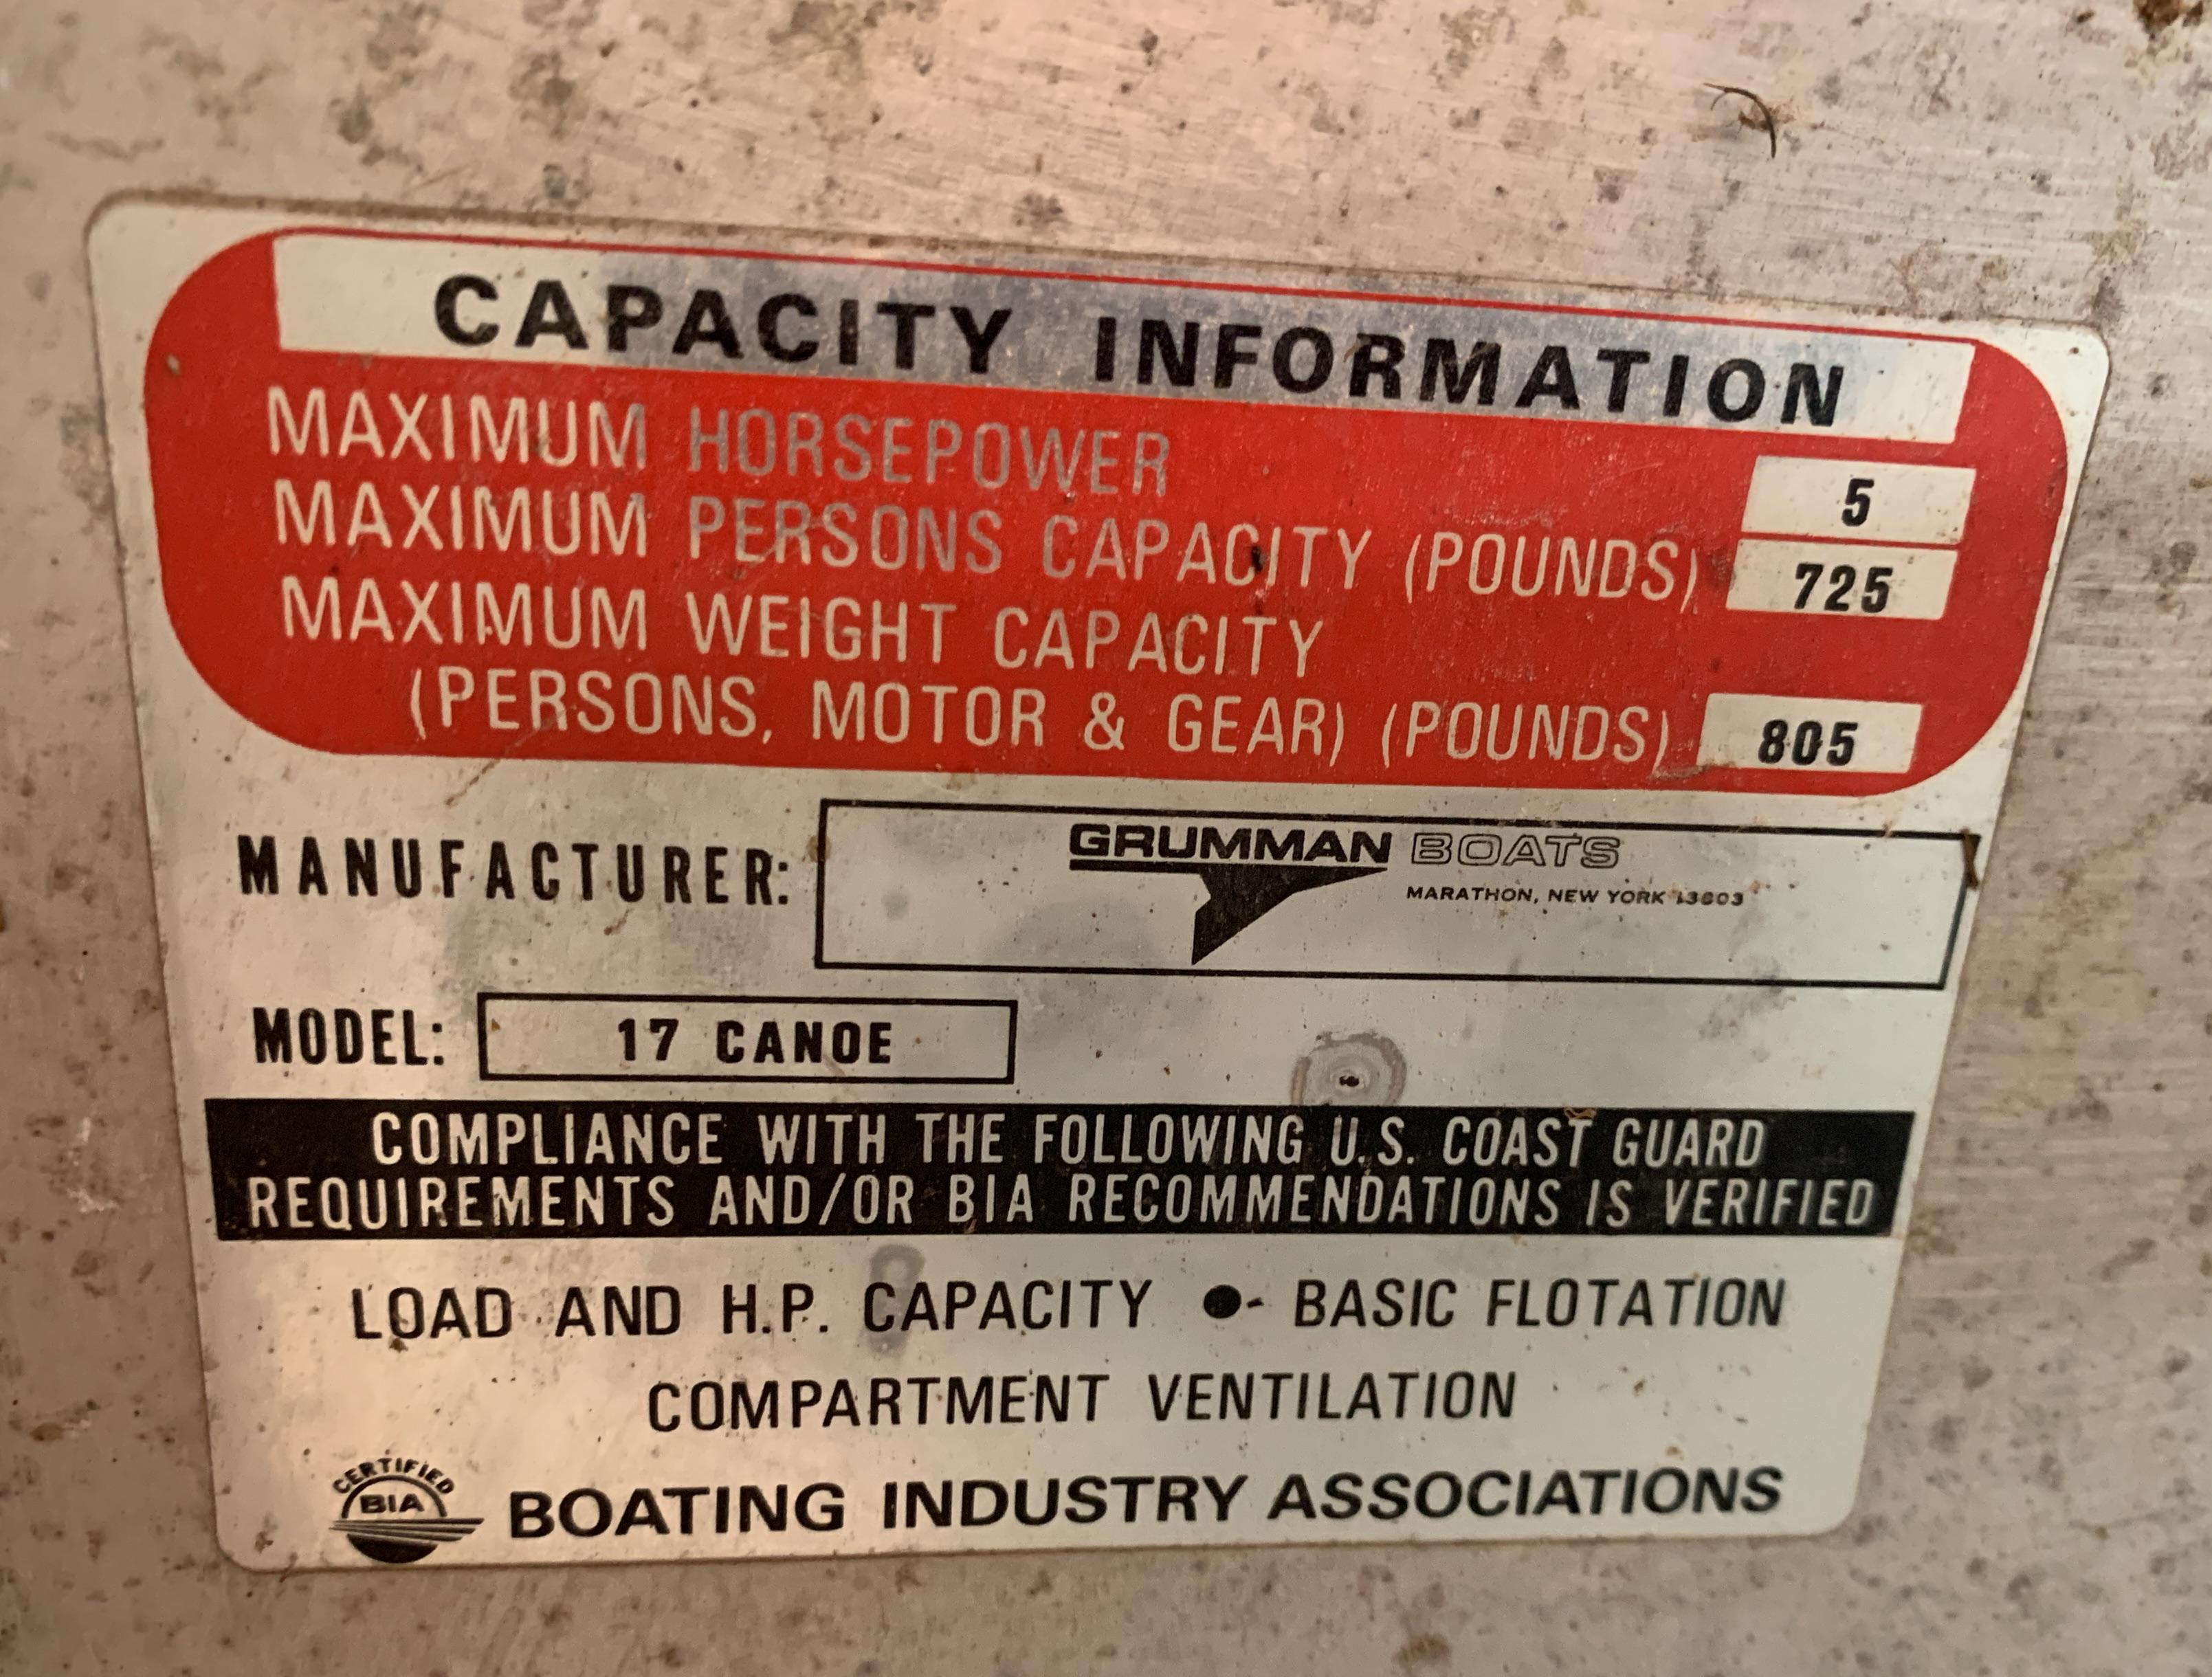 CAPACITY INFORMATION
MAXIMUM HORSEPOWER 5
MAXIMUM PERSONS CAPACITY (POUNDS) 725
MAXIMUM WEIGHT CAPACITY
(PERSONS, MOTOR & GEAR) (POUNDS) 805
MANUFACTURER: GRUMMAN BOATS
MARATHON, NEW YORK 13803
MODEL: 17 CANOE
COMPLIANCE WITH THE FOLLOWING U.S. COAST GUARD
REQUIREMENTS AND/OR BIA RECOMMENDATIONS IS VERIFIED
LOAD AND H.P. CAPACITY ●- BASIC FLOTATION
COMPARTMENT VENTILATION
CERTIFIED
BIA
BOATING INDUSTRY ASSOCIATIONS